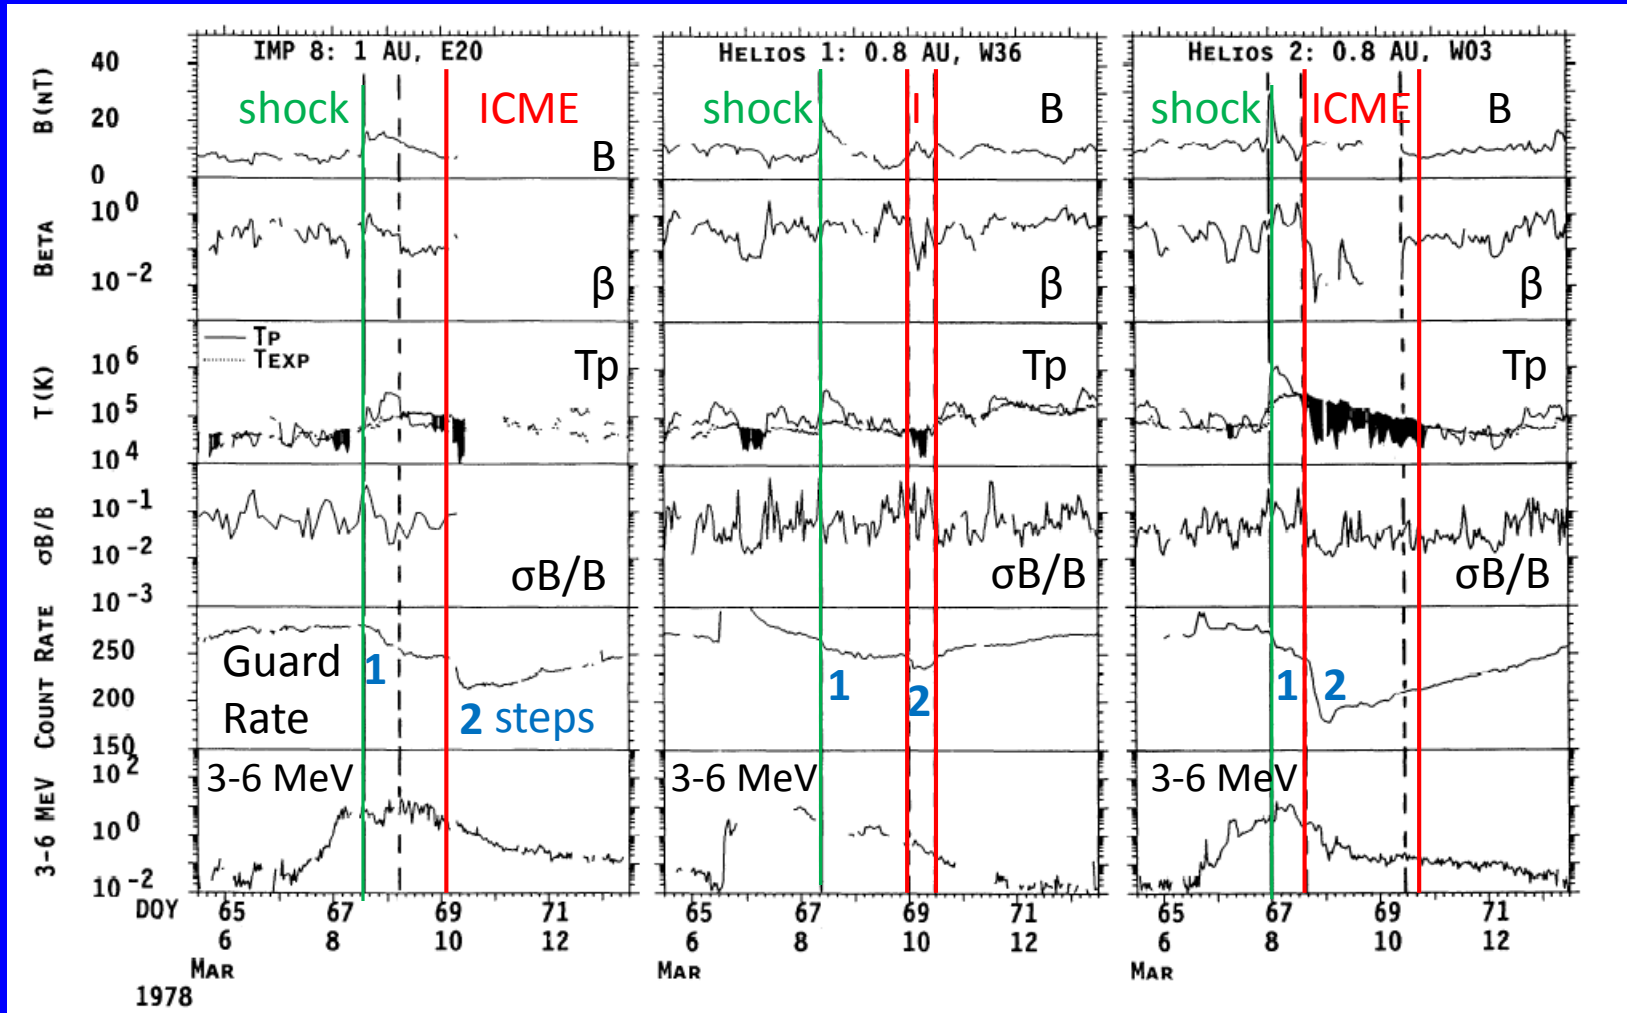 IMP 8: 1 AU, E20
HELIOS 1: 0.8 AU, W36
HELIOS 2: 0.8 AU, W03
B(NT)
40
20
0
shock
ICME
B
shock
I
B
shock
ICME
B
BETA
10^0
10^-2
β
β
β
T(K)
10^6
10^5
10^4
TP
TEXP
Tp
Tp
Tp
σB/B
10^-1
10^-2
10^-3
σB/B
σB/B
σB/B
COUNT RATE
250
200
150
Guard
Rate
1
2 steps
1
2
1
2
3-6 MEV
10^2
10^0
10^-2
3-6 MeV
3-6 MeV
3-6 MeV
DOY
65 67 69 71
65 67 69 71
65 67 69 71
6 8 10 12
6 8 10 12
6 8 10 12
MAR
MAR
MAR
1978